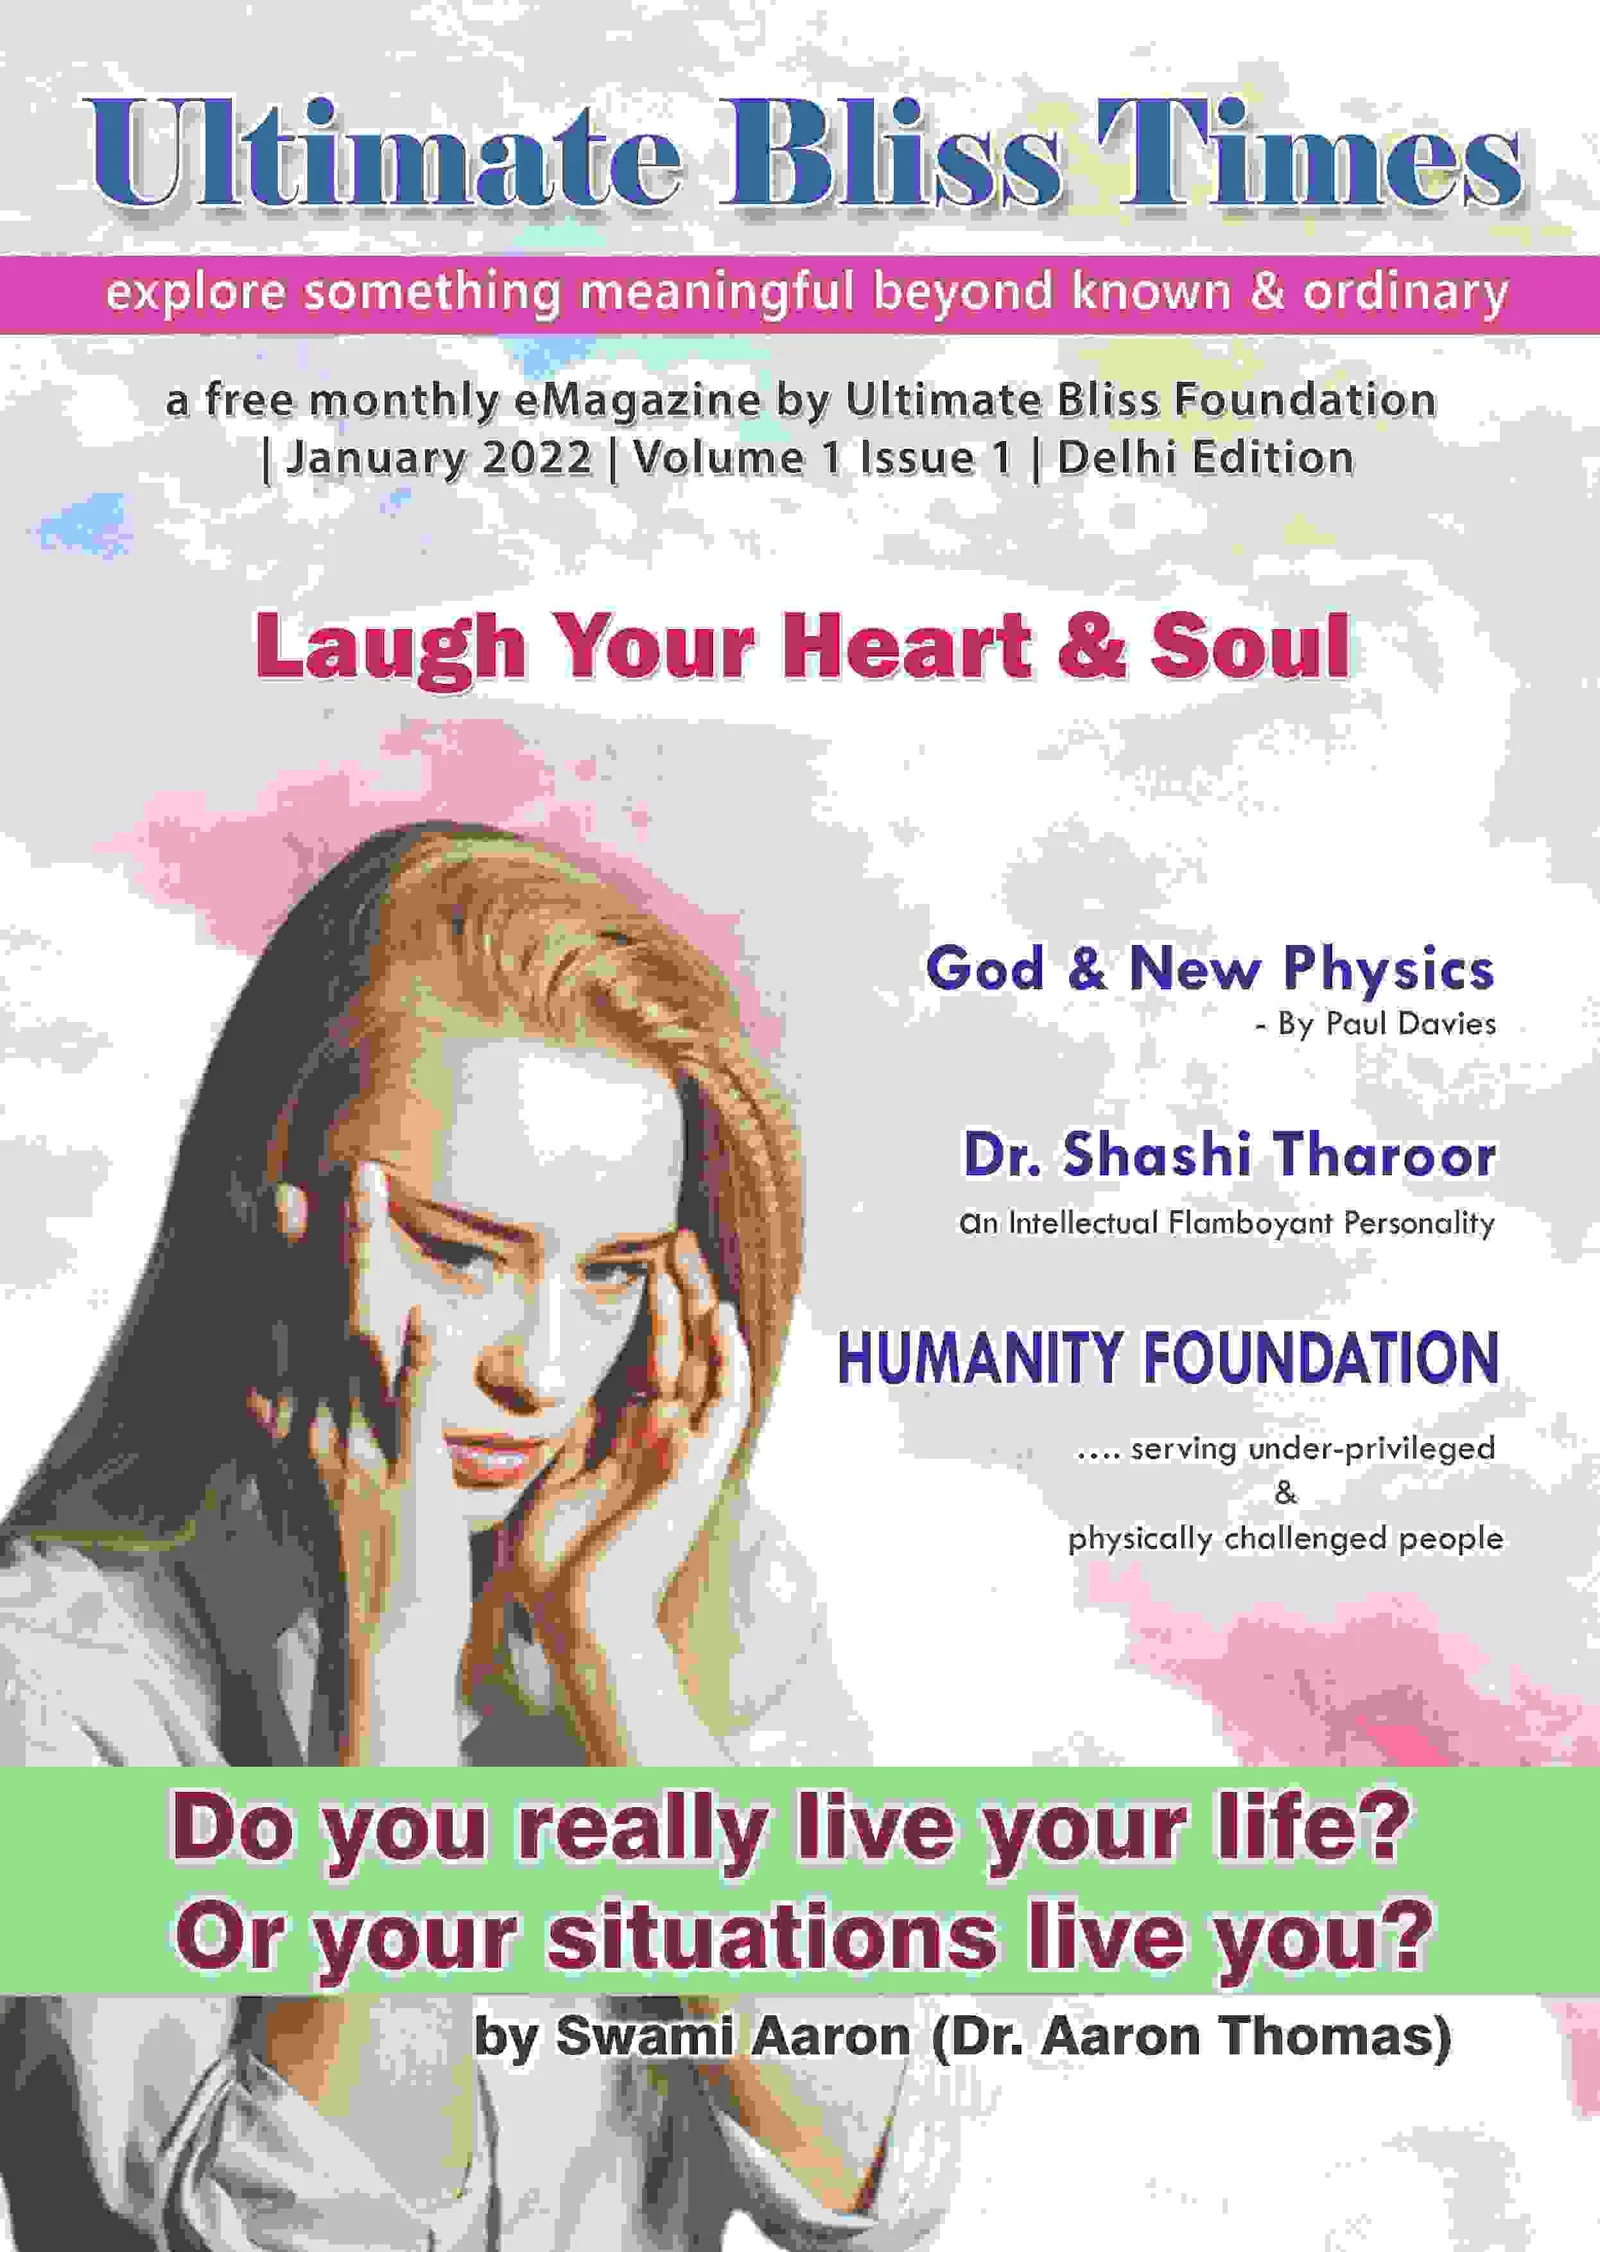 Ultimate Bliss Times
explore something meaningful beyond known & ordinary
a free monthly eMagazine by Ultimate Bliss Foundation
| January 2022 | Volume 1 Issue 1 | Delhi Edition
Laugh Your Heart & Soul
God & New Physics
- By Paul Davies
Dr. Shashi Tharoor
an Intellectual Flamboyant Personality
HUMANITY FOUNDATION
.... serving under-privileged
&
physically challenged people
Do you really live your life?
Or your situations live you?
by Swami Aaron (Dr. Aaron Thomas)